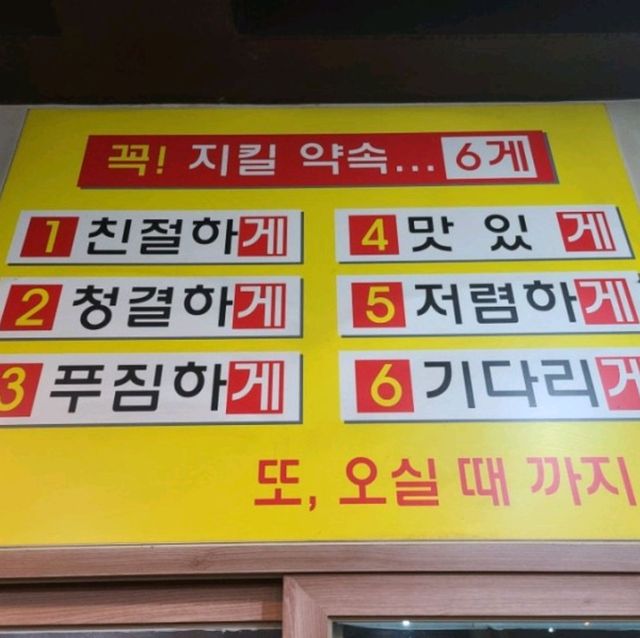 꼭! 지킬 약속... 6게
1 친절하게
2 청결하게
3 푸짐하게
4 맛 있 게
5 저렴하게
6 기다리게
또, 오실 때 까지